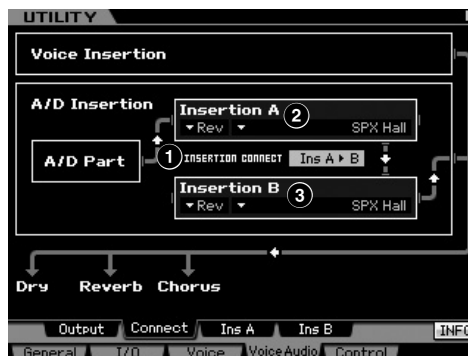 UTILITY
Voice Insertion
A/D Insertion
Insertion A
2
Rev
SPX Hall
1
INSERTION CONNECT
Ins A ▸ B
A/D Part
Insertion B
3
Rev
SPX Hall
Dry Reverb Chorus
Output Connect Ins A Ins B
INFO
General I/O Voice Voice Audio Control